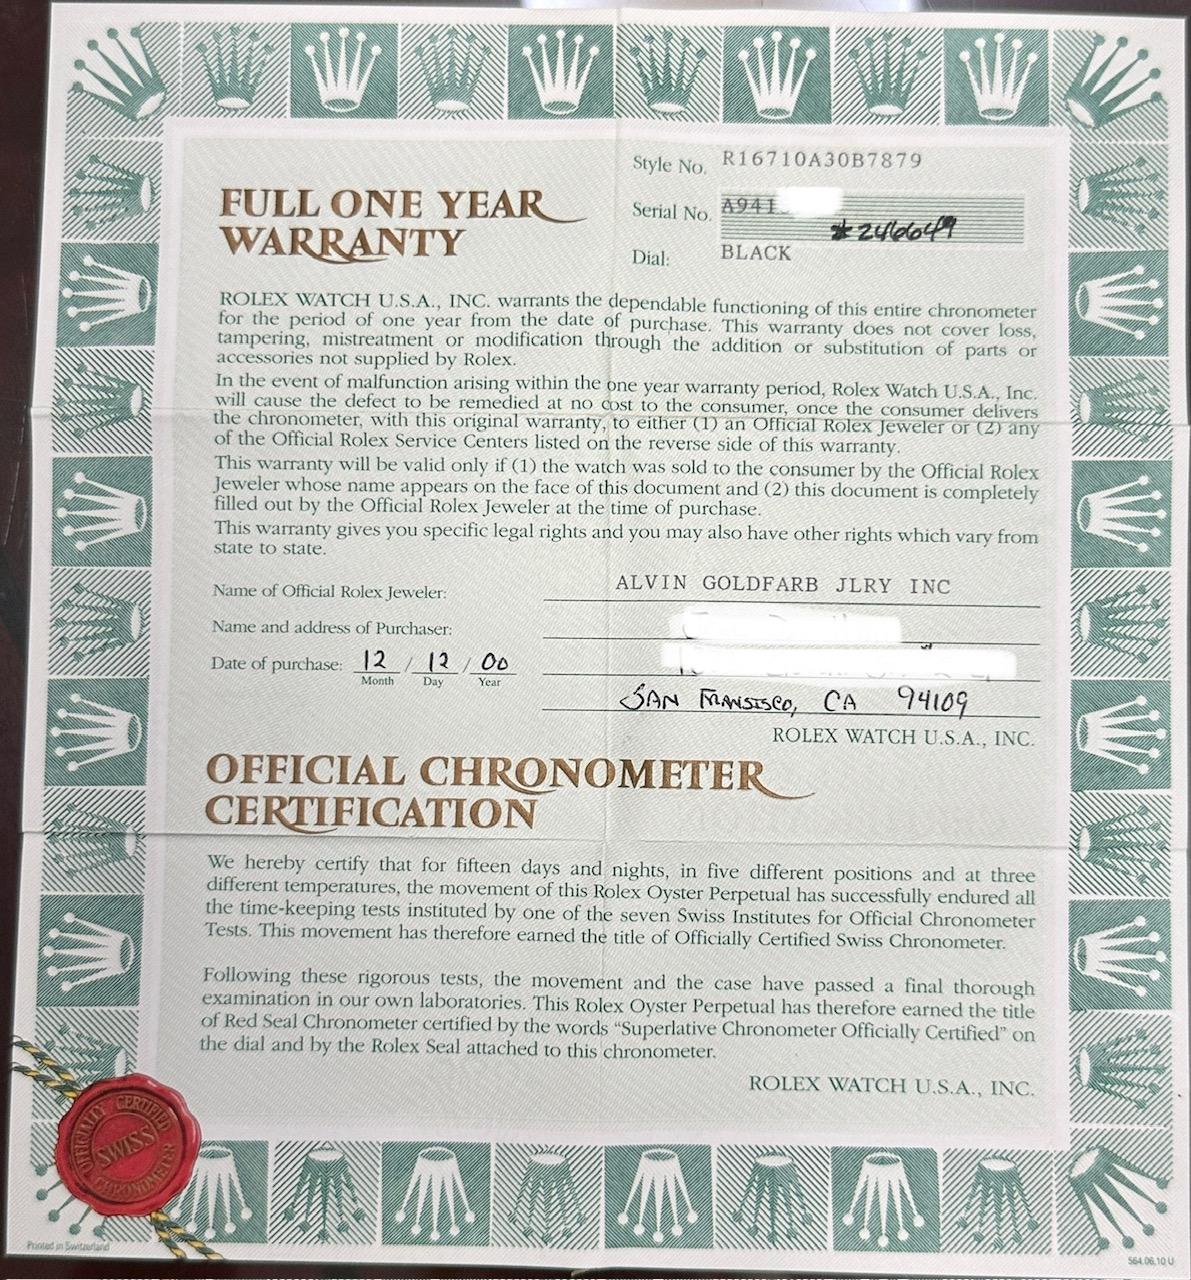 Style No. R16710A30B7879
FULL ONE YEAR
WARRANTY
Serial No. A941
* 246649
Dial: BLACK
ROLEX WATCH U.S.A., INC. warrants the dependable functioning of this entire chronometer
for the period of one year from the date of purchase. This warranty does not cover loss,
tampering, mistreatment or modification through the addition or substitution of parts or
accessories not supplied by Rolex.
In the event of malfunction arising within the one year warranty period, Rolex Watch U.S.A., Inc.
will cause the defect to be remedied at no cost to the consumer, once the consumer delivers
the chronometer, with this original warranty, to either (1) an Official Rolex Jeweler or (2) any
of the Official Rolex Service Centers listed on the reverse side of this warranty.
This warranty will be valid only if (1) the watch was sold to the consumer by the Official Rolex
Jeweler whose name appears on the face of this document and (2) this document is completely
filled out by the Official Rolex Jeweler at the time of purchase.
This warranty gives you specific legal rights and you may also have other rights which vary from
state to state.
Name of Official Rolex Jeweler: ALVIN GOLDFARB JLRY INC
Name and address of Purchaser:
Date of purchase: 12 / 12 / 00
Month Day Year
SAN FRANSISCO, CA 94109
ROLEX WATCH U.S.A., INC.
OFFICIAL CHRONOMETER
CERTIFICATION
We hereby certify that for fifteen days and nights, in five different positions and at three
different temperatures, the movement of this Rolex Oyster Perpetual has successfully endured all
the time-keeping tests instituted by one of the seven Swiss Institutes for Official Chronometer
Tests. This movement has therefore earned the title of Officially Certified Swiss Chronometer.
Following these rigorous tests, the movement and the case have passed a final thorough
examination in our own laboratories. This Rolex Oyster Perpetual has therefore earned the title
of Red Seal Chronometer certified by the words “Superlative Chronometer Officially Certified” on
the dial and by the Rolex Seal attached to this chronometer.
ROLEX WATCH U.S.A., INC.
OFFICIALLY CERTIFIED
SWISS
CHRONOMETER
Printed in Switzerland
564.06.10 U